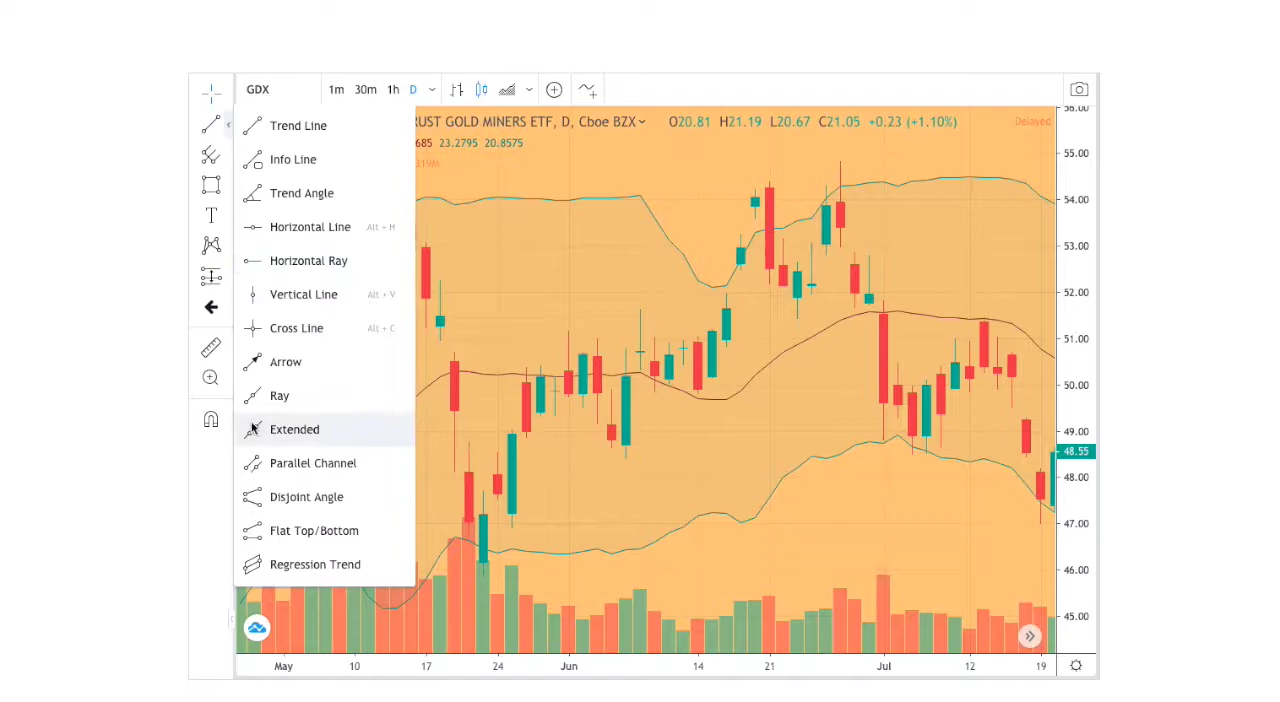 GDX 1m 30m 1h D
Trend Line
Info Line
Trend Angle
Horizontal Line Alt + H
Horizontal Ray
Vertical Line Alt + V
Cross Line Alt + C
Arrow
Ray
Extended
Parallel Channel
Disjoint Angle
Flat Top/Bottom
Regression Trend
T
RUST GOLD MINERS ETF, D, Cboe BZX O20.81 H21.19 L20.67 C21.05 +0.23 (+1.10%) Delayed
685 23.2795 20.8575
319M
56.00
55.00
54.00
53.00
52.00
51.00
50.00
49.00
48.55
48.00
47.00
46.00
45.00
May 10 17 24 Jun 14 21 Jul 12 19